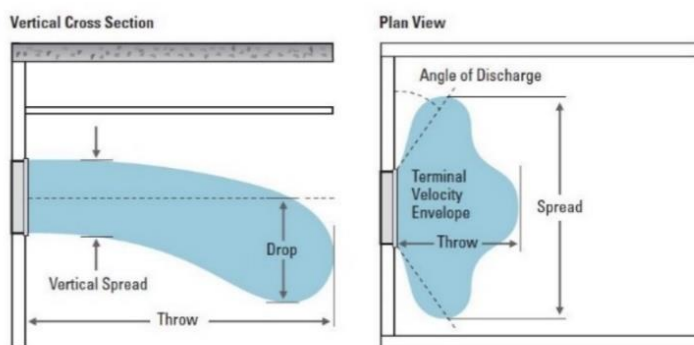 Vertical Cross Section
Drop
Vertical Spread
Throw
Plan View
Angle of Discharge
Terminal
Velocity
Envelope
Spread
Throw